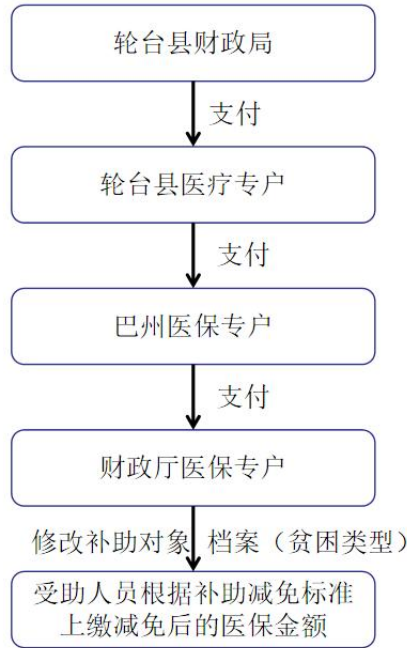 轮台县财政局
支付
轮台县医疗专户
支付
巴州医保专户
支付
财政厅医保专户
修改补助对象 档案（贫困类型）
受助人员根据补助减免标准
上缴减免后的医保金额